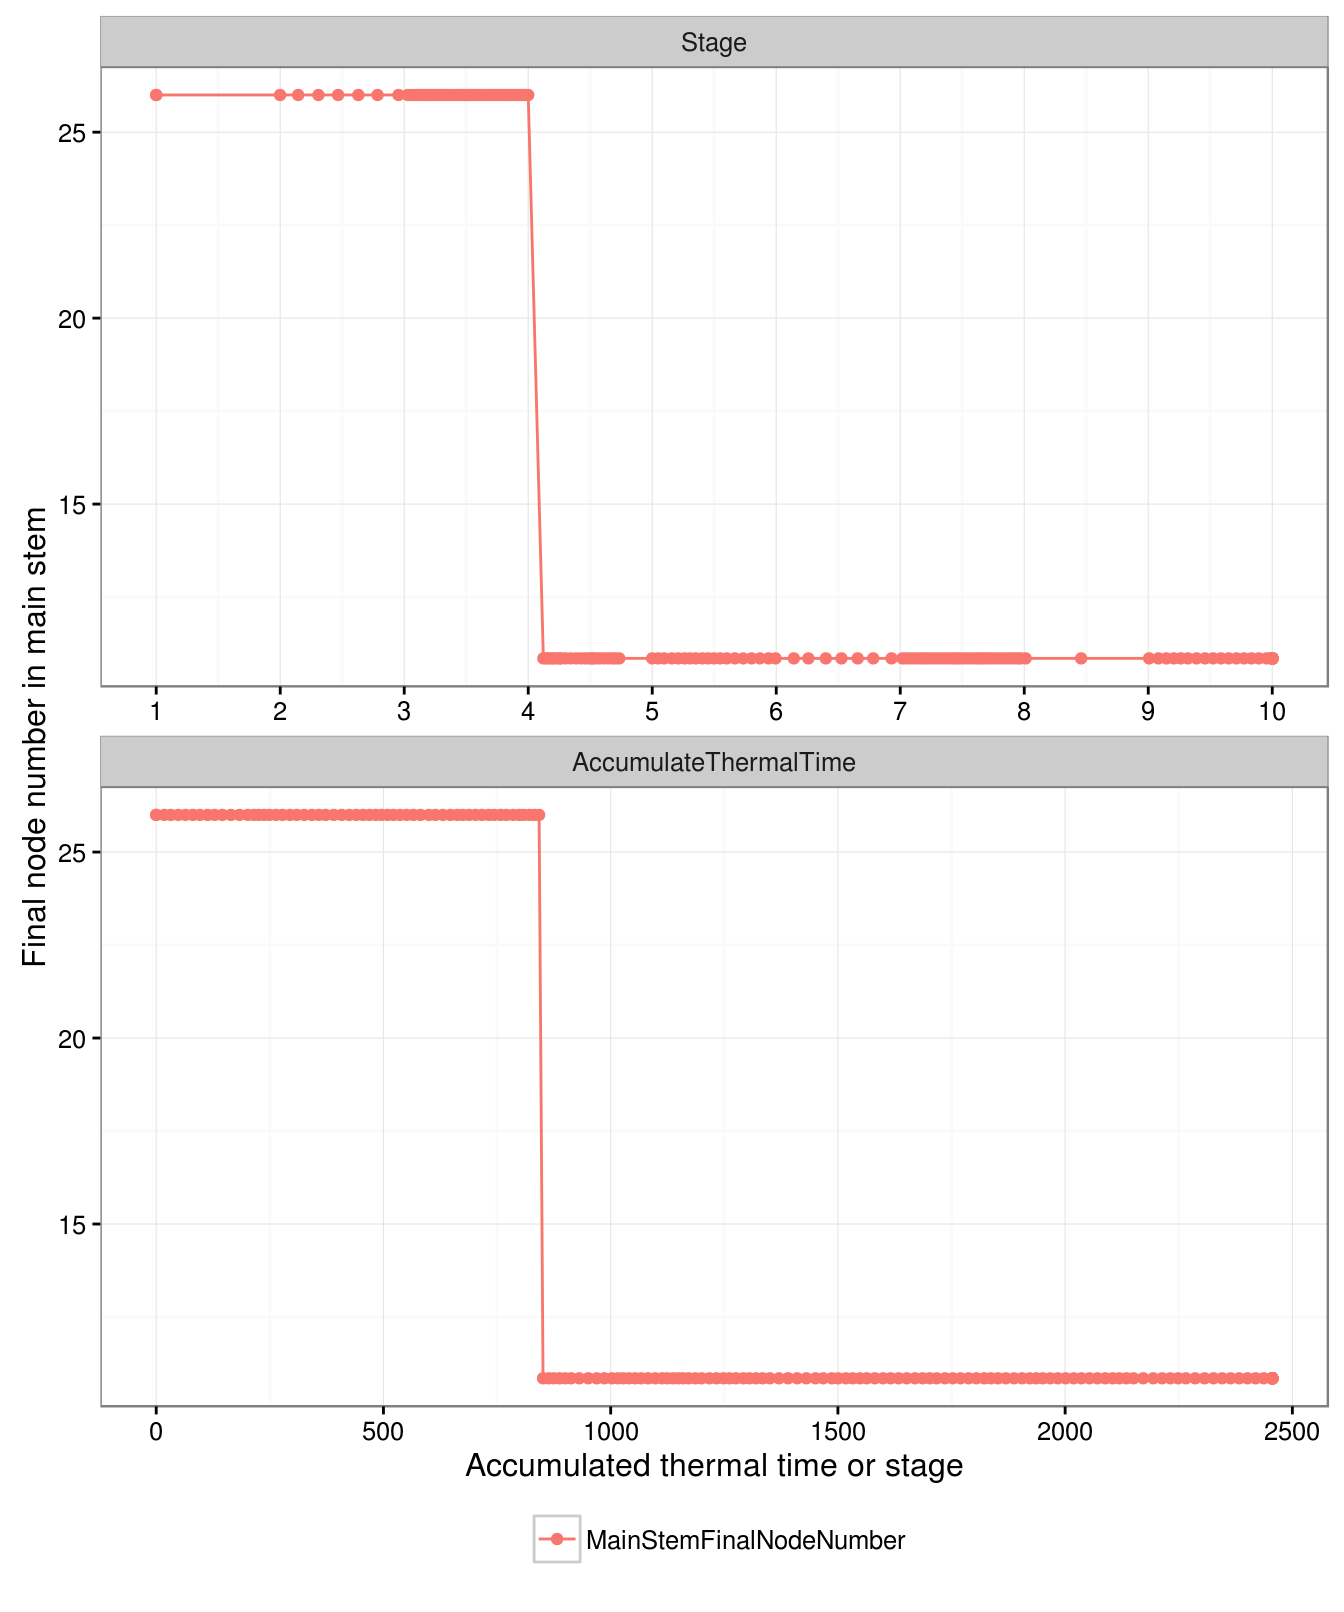 Stage
25
20
15
1 2 3 4 5 6 7 8 9 10
AccumulateThermalTime
25
20
15
0 500 1000 1500 2000 2500
Final node number in main stem
Accumulated thermal time or stage
MainStemFinalNodeNumber